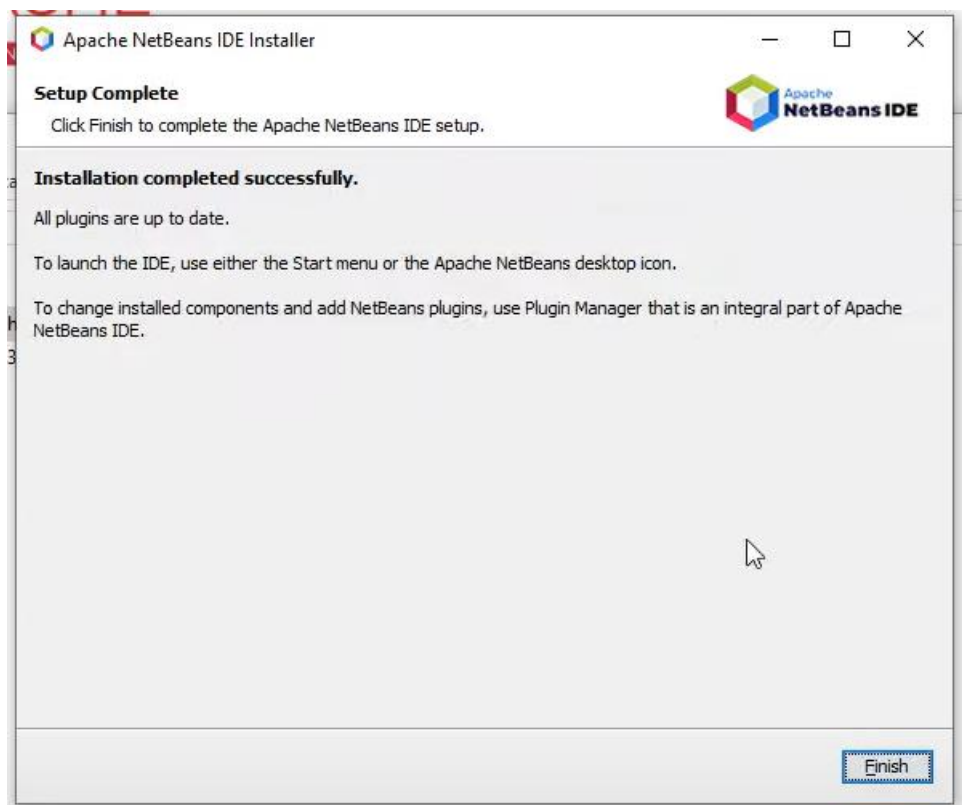 Apache NetBeans IDE Installer
Setup Complete
Click Finish to complete the Apache NetBeans IDE setup.
Apache
NetBeans IDE
Installation completed successfully.
All plugins are up to date.
To launch the IDE, use either the Start menu or the Apache NetBeans desktop icon.
To change installed components and add NetBeans plugins, use Plugin Manager that is an integral part of Apache
NetBeans IDE.
Finish